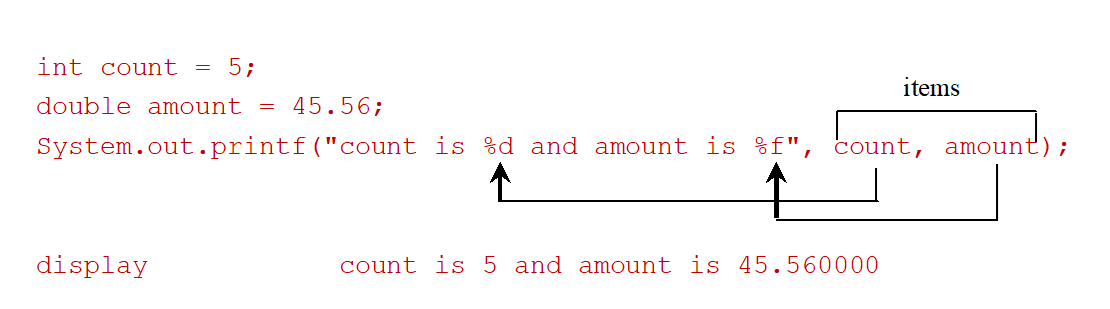 int count = 5;
items
double amount = 45.56;
System.out.printf("count is %d and amount is %f", count, amount);
display count is 5 and amount is 45.560000